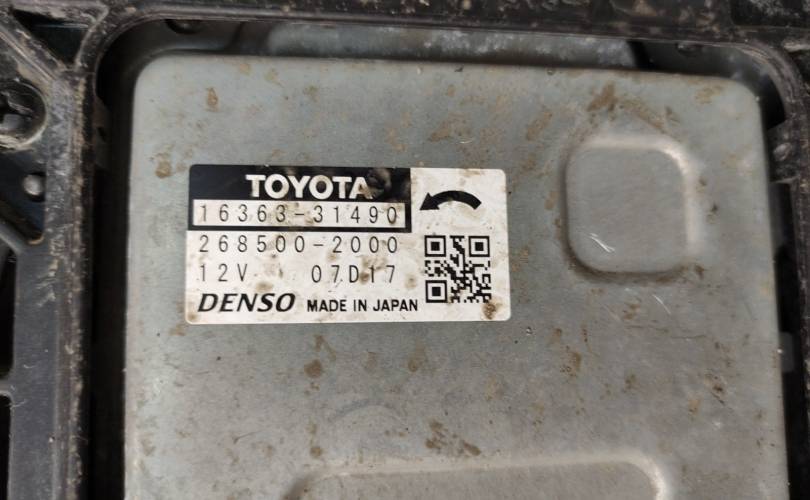 TOYOTA
16363-31490
268500-2000
12V 07D17
DENSO MADE IN JAPAN